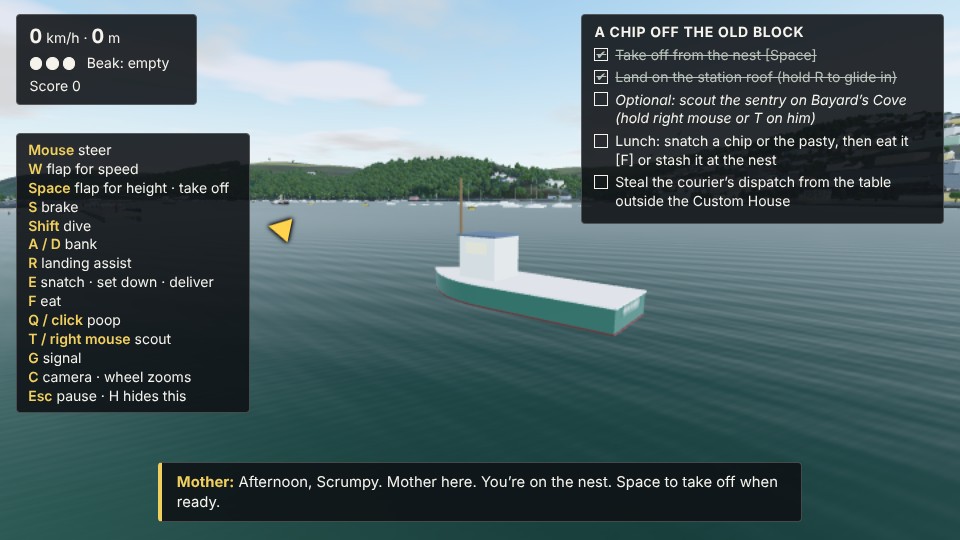 0 km/h · 0 m
Beak: empty
Score 0
A CHIP OFF THE OLD BLOCK
Take off from the nest [Space]
Land on the station roof (hold R to glide in)
Optional: scout the sentry on Bayard's Cove
(hold right mouse or T on him)
Lunch: snatch a chip or the pasty, then eat it
[F] or stash it at the nest
Steal the courier's dispatch from the table
outside the Custom House
Mouse steer
W flap for speed
Space flap for height · take off
S brake
Shift dive
A / D bank
R landing assist
E snatch · set down · deliver
F eat
Q / click poop
T / right mouse scout
G signal
C camera · wheel zooms
Esc pause · H hides this
Mother: Afternoon, Scrumpy. Mother here. You're on the nest. Space to take off when
ready.